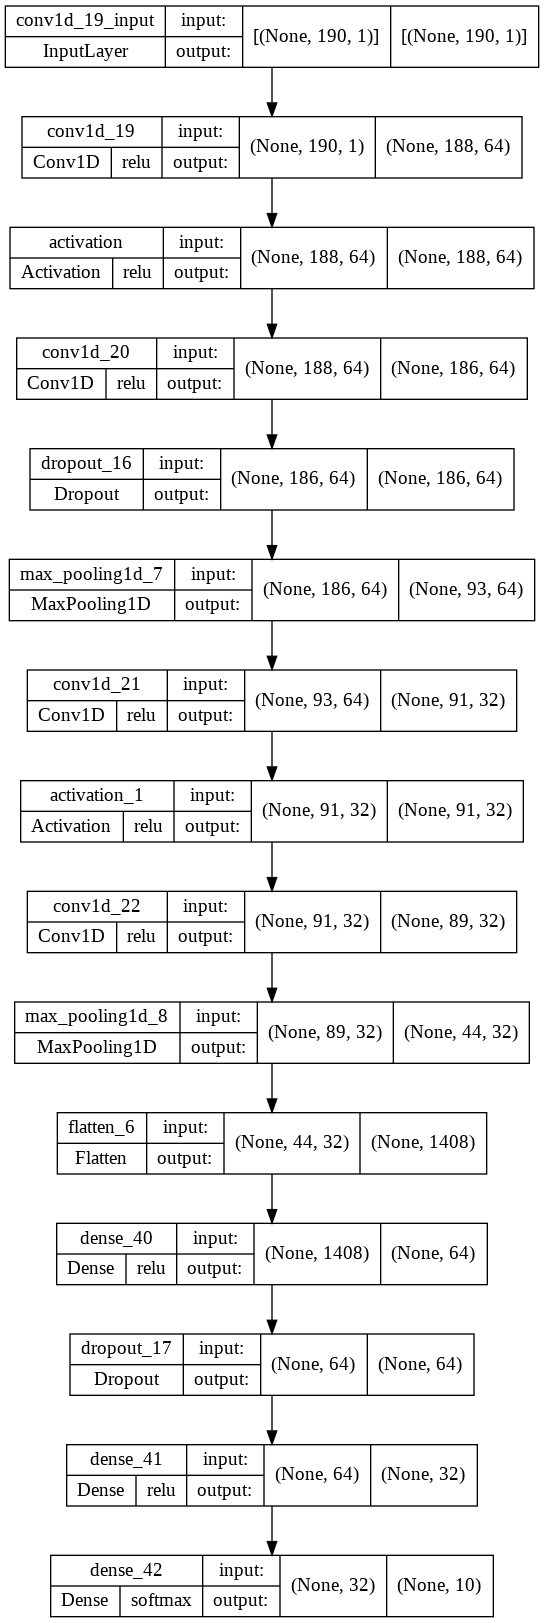 conv1d_19_input input: [(None, 190, 1)] [(None, 190, 1)]
InputLayer output:
conv1d_19 input: (None, 190, 1) (None, 188, 64)
Conv1D relu output:
activation input: (None, 188, 64) (None, 188, 64)
Activation relu output:
conv1d_20 input: (None, 188, 64) (None, 186, 64)
Conv1D relu output:
dropout_16 input: (None, 186, 64) (None, 186, 64)
Dropout output:
max_pooling1d_7 input: (None, 186, 64) (None, 93, 64)
MaxPooling1D output:
conv1d_21 input: (None, 93, 64) (None, 91, 32)
Conv1D relu output:
activation_1 input: (None, 91, 32) (None, 91, 32)
Activation relu output:
conv1d_22 input: (None, 91, 32) (None, 89, 32)
Conv1D relu output:
max_pooling1d_8 input: (None, 89, 32) (None, 44, 32)
MaxPooling1D output:
flatten_6 input: (None, 44, 32) (None, 1408)
Flatten output:
dense_40 input: (None, 1408) (None, 64)
Dense relu output:
dropout_17 input: (None, 64) (None, 64)
Dropout output:
dense_41 input: (None, 64) (None, 32)
Dense relu output:
dense_42 input: (None, 32) (None, 10)
Dense softmax output: